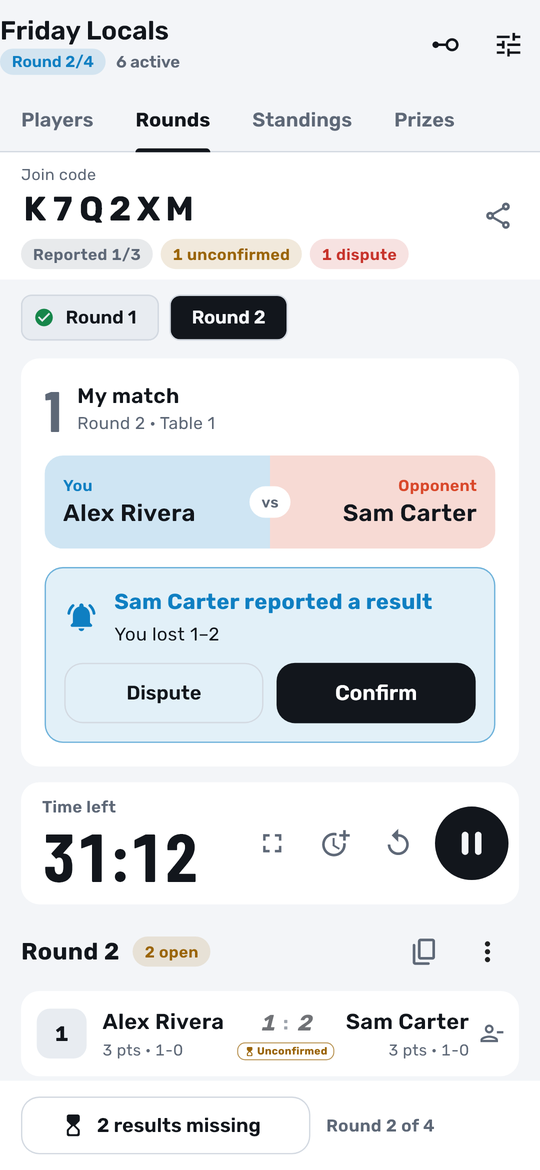 Friday Locals
Round 2/4 6 active
Players Rounds Standings Prizes
Join code
K7Q2XM
Reported 1/3 1 unconfirmed 1 dispute
Round 1 Round 2
1 My match
Round 2 • Table 1
You Opponent
Alex Rivera vs Sam Carter
Sam Carter reported a result
You lost 1–2
Dispute Confirm
Time left
31:12
Round 2 2 open
1 Alex Rivera 1 : 2 Sam Carter
3 pts • 1-0 Unconfirmed 3 pts • 1-0
2 results missing Round 2 of 4